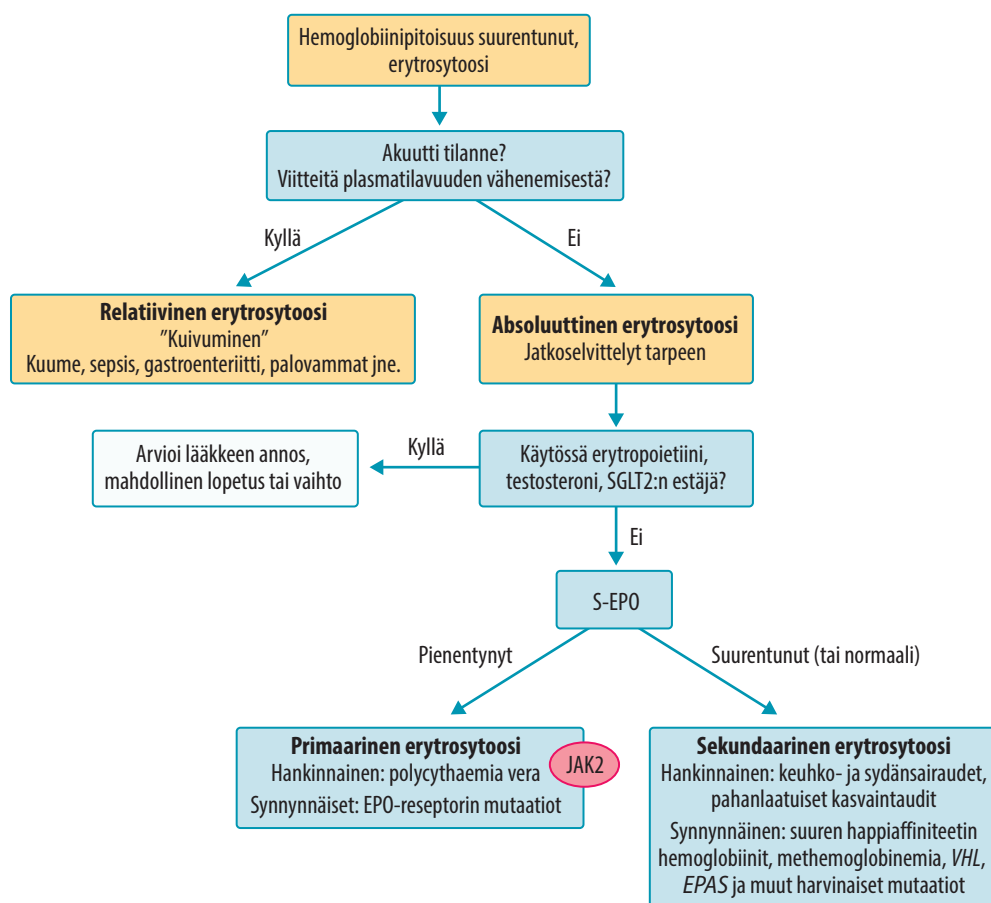 Hemoglobiinipitoisuus suurentunut,
erytrosytoosi
Akuutti tilanne?
Viitteitä plasmatilavuuden vähenemisestä?
Kyllä
Ei
Relatiivinen erytrosytoosi
”Kuivuminen”
Kuume, sepsis, gastroenteriitti, palovammat jne.
Absoluuttinen erytrosytoosi
Jatkoselvittelyt tarpeen
Arvioi lääkkeen annos,
mahdollinen lopetus tai vaihto
Kyllä
Käytössä erytropoietiini,
testosteroni, SGLT2:n estäjä?
Ei
S-EPO
Pienentynyt
Suurentunut (tai normaali)
Primaarinen erytrosytoosi
Hankinnainen: polycythaemia vera
Synnynnäiset: EPO-reseptorin mutaatiot
JAK2
Sekundaarinen erytrosytoosi
Hankinnainen: keuhko- ja sydänsairaudet,
pahanlaatuiset kasvaintaudit
Synnynnäinen: suuren happiaffiniteetin
hemoglobiinit, methemoglobinemia, VHL,
EPAS ja muut harvinaiset mutaatiot